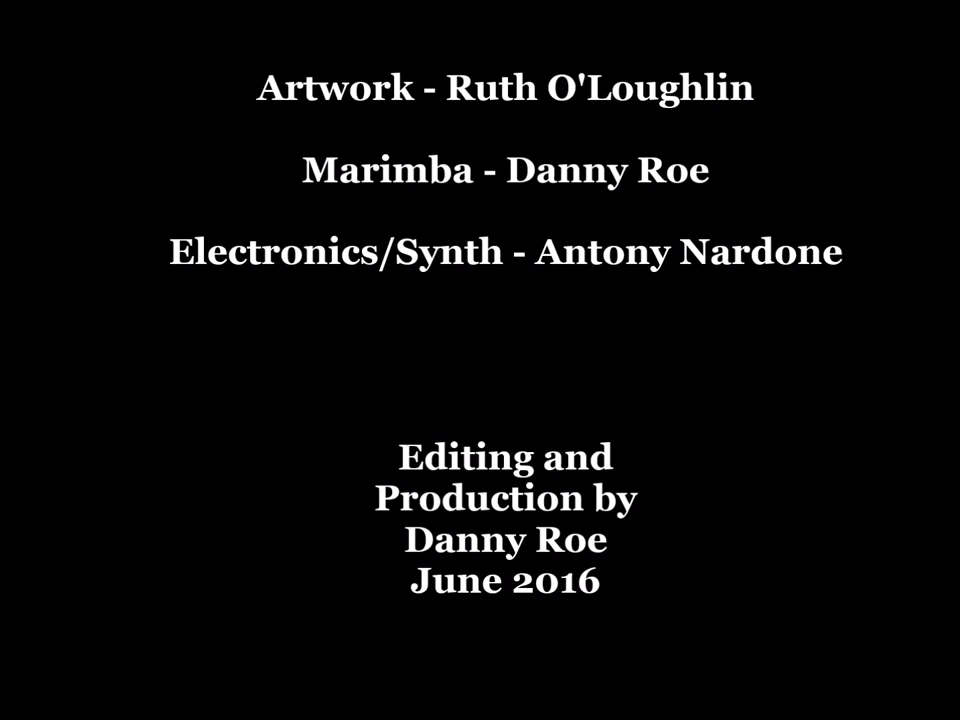 Artwork - Ruth O'Loughlin
Marimba - Danny Roe
Electronics/Synth - Antony Nardone
Editing and
Production by
Danny Roe
June 2016